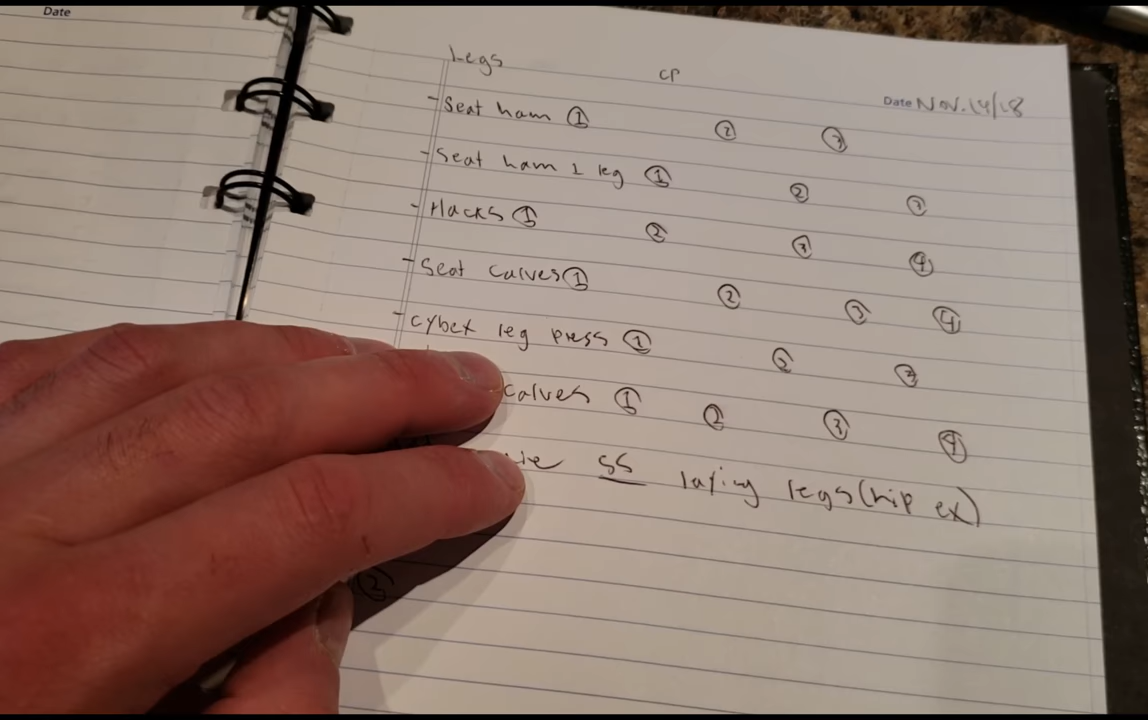 Date
Legs CP
Date Nov. 14/18
- Seat ham ① ② ③
- Seat ham 1 leg ① ② ③
- Hacks ① ② ③ ④
- Seat calves ① ② ③ ④
- Cybex leg press ① ② ③
calves ① ② ③ ④
SS laying legs (hip ex)
③